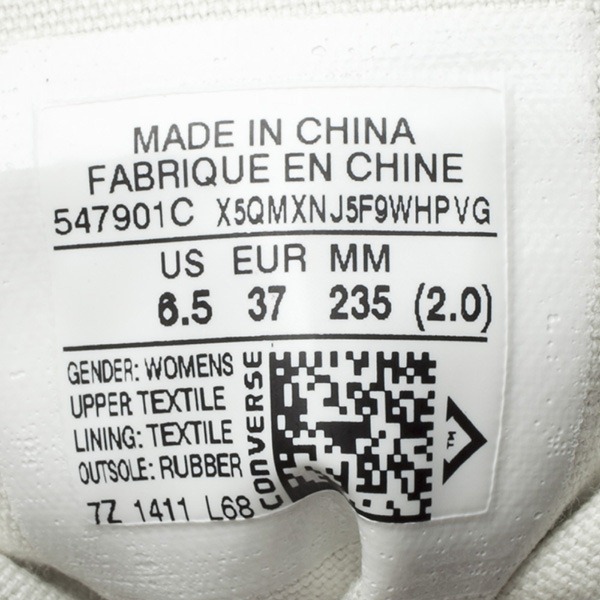 MADE IN CHINA
FABRIQUE EN CHINE
547901C X5QMXNJ5F9WHPVG
US EUR MM
6.5 37 235 (2.0)
GENDER: WOMENS
UPPER TEXTILE
LINING: TEXTILE
OUTSOLE: RUBBER
7Z 1411 L68
CONVERSE